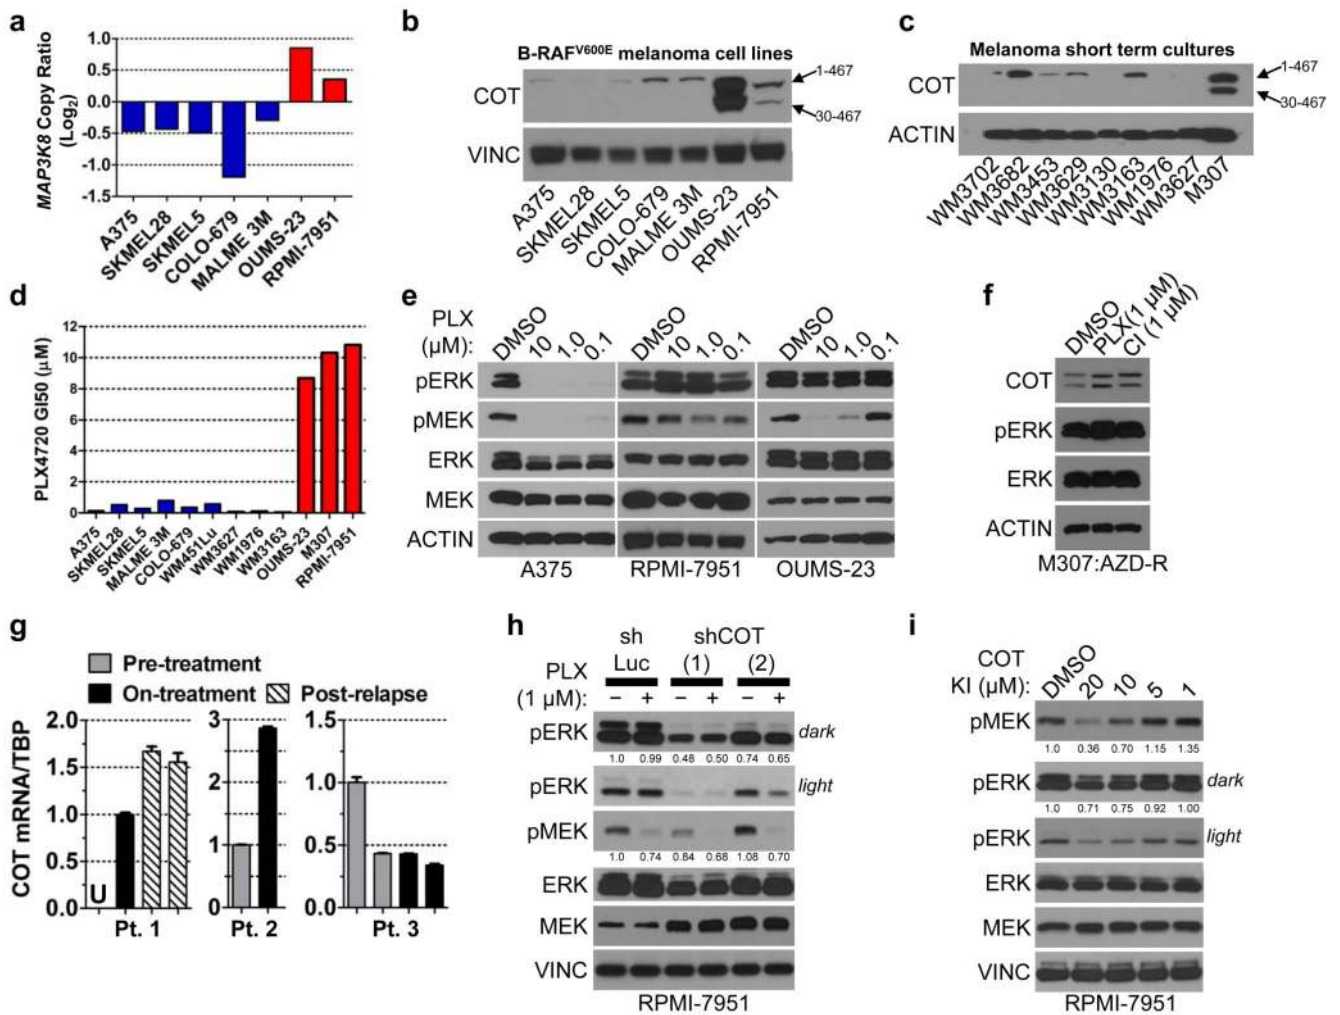 a
MAP3K8 Copy Ratio
(Log2)
1.0
0.5
0.0
-0.5
-1.0
-1.5
A375
SKMEL28
SKMEL5
COLO-679
MALME 3M
OUMS-23
RPMI-7951
b
B-RAFV600E melanoma cell lines
COT
1-467
30-467
VINC
A375
SKMEL28
SKMEL5
COLO-679
MALME 3M
OUMS-23
RPMI-7951
c
Melanoma short term cultures
COT
1-467
30-467
ACTIN
WM3702
WM3682
WM3453
WM3629
WM3130
WM3163
WM1976
WM3627
M307
d
PLX4720 GI50 (µM)
12
10
8
6
4
2
0
A375
SKMEL28
SKMEL5
MALME 3M
COLO-679
WM451Lu
WM3627
WM1976
WM3163
OUMS-23
M307
RPMI-7951
e
PLX
(µM):
DMSO 10 1.0 0.1 DMSO 10 1.0 0.1 DMSO 10 1.0 0.1
pERK
pMEK
ERK
MEK
ACTIN
A375 RPMI-7951 OUMS-23
f
DMSO
PLX(1 µM)
CI (1 µM)
COT
pERK
ERK
ACTIN
M307:AZD-R
g
Pre-treatment
On-treatment Post-relapse
COT mRNA/TBP
2.0
1.5
1.0
0.5
0.0
U
Pt. 1
3
2
1
0
Pt. 2
1.5
1.0
0.5
0.0
Pt. 3
h
sh shCOT
Luc (1) (2)
PLX
(1 µM): – + – + – +
pERK dark
1.0 0.99 0.48 0.50 0.74 0.65
pERK light
pMEK
1.0 0.74 0.84 0.68 1.08 0.70
ERK
MEK
VINC
RPMI-7951
i
COT
KI (µM): DMSO 20 10 5 1
pMEK
1.0 0.36 0.70 1.15 1.35
pERK dark
1.0 0.71 0.75 0.92 1.00
pERK light
ERK
MEK
VINC
RPMI-7951